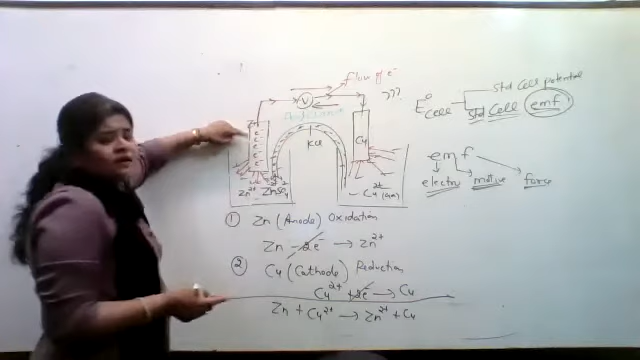 flow of e⁻
V
???
E°cell
Std Cell potential
Std Cell emf
Zn
e⁻
e⁻
e⁻
e⁻
e⁻
KCl
Cu
Zn²⁺
ZnSO₄
Cu²⁺ (aq)
emf
electro motive force
① Zn (Anode) Oxidation
Zn - 2e⁻ → Zn²⁺
② Cu (Cathode) Reduction
Cu²⁺ + 2e⁻ → Cu
Zn + Cu²⁺ → Zn²⁺ + Cu